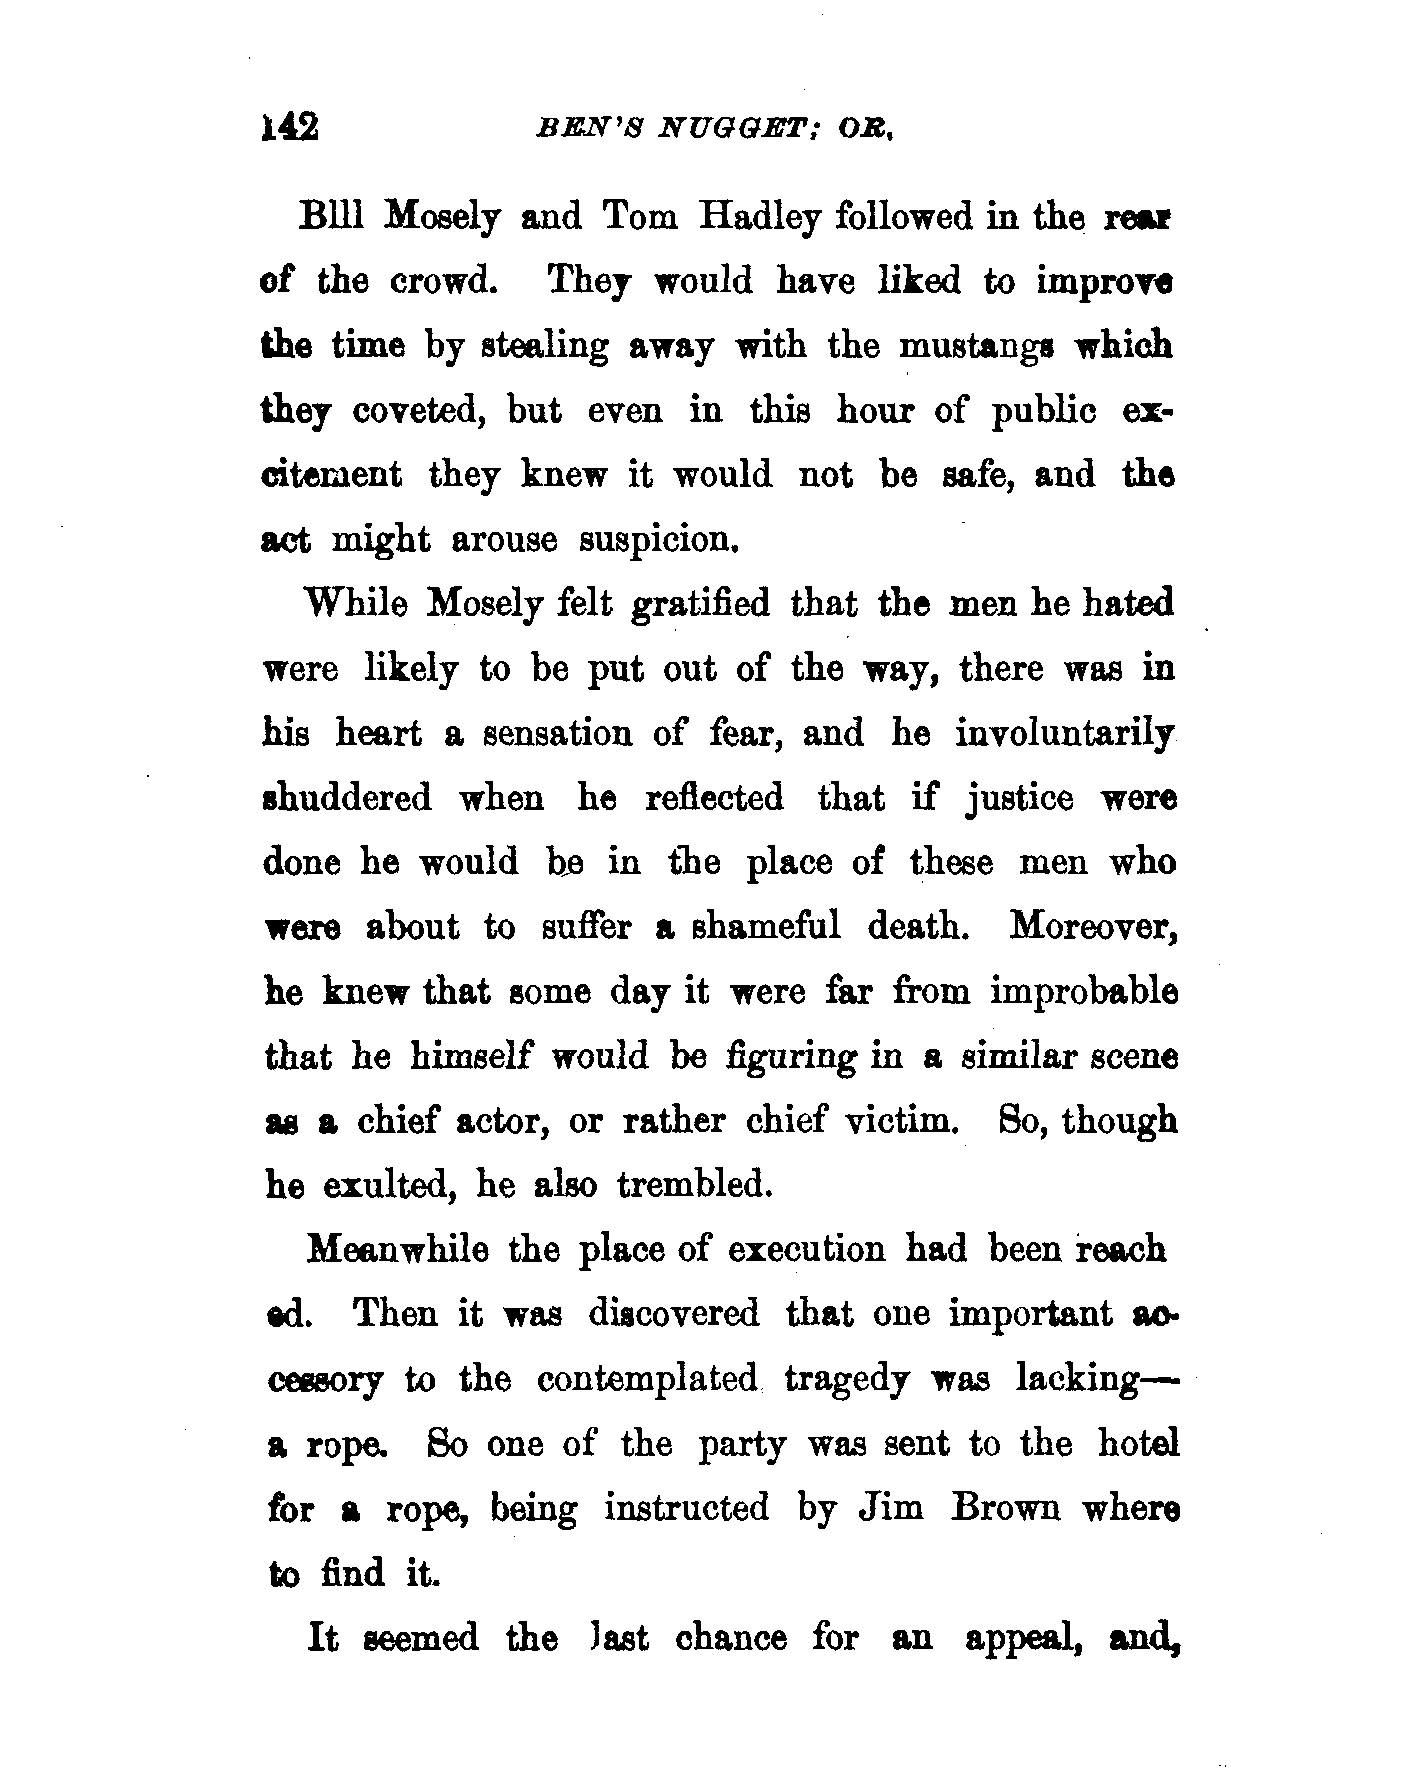 142 BEN'S NUGGET; OR,
Bill Mosely and Tom Hadley followed in the rear
of the crowd. They would have liked to improve
the time by stealing away with the mustangs which
they coveted, but even in this hour of public ex-
citement they knew it would not be safe, and the
act might arouse suspicion.
While Mosely felt gratified that the men he hated
were likely to be put out of the way, there was in
his heart a sensation of fear, and he involuntarily
shuddered when he reflected that if justice were
done he would be in the place of these men who
were about to suffer a shameful death. Moreover,
he knew that some day it were far from improbable
that he himself would be figuring in a similar scene
as a chief actor, or rather chief victim. So, though
he exulted, he also trembled.
Meanwhile the place of execution had been reach
ed. Then it was discovered that one important ac-
cessory to the contemplated tragedy was lacking—
a rope. So one of the party was sent to the hotel
for a rope, being instructed by Jim Brown where
to find it.
It seemed the last chance for an appeal, and,